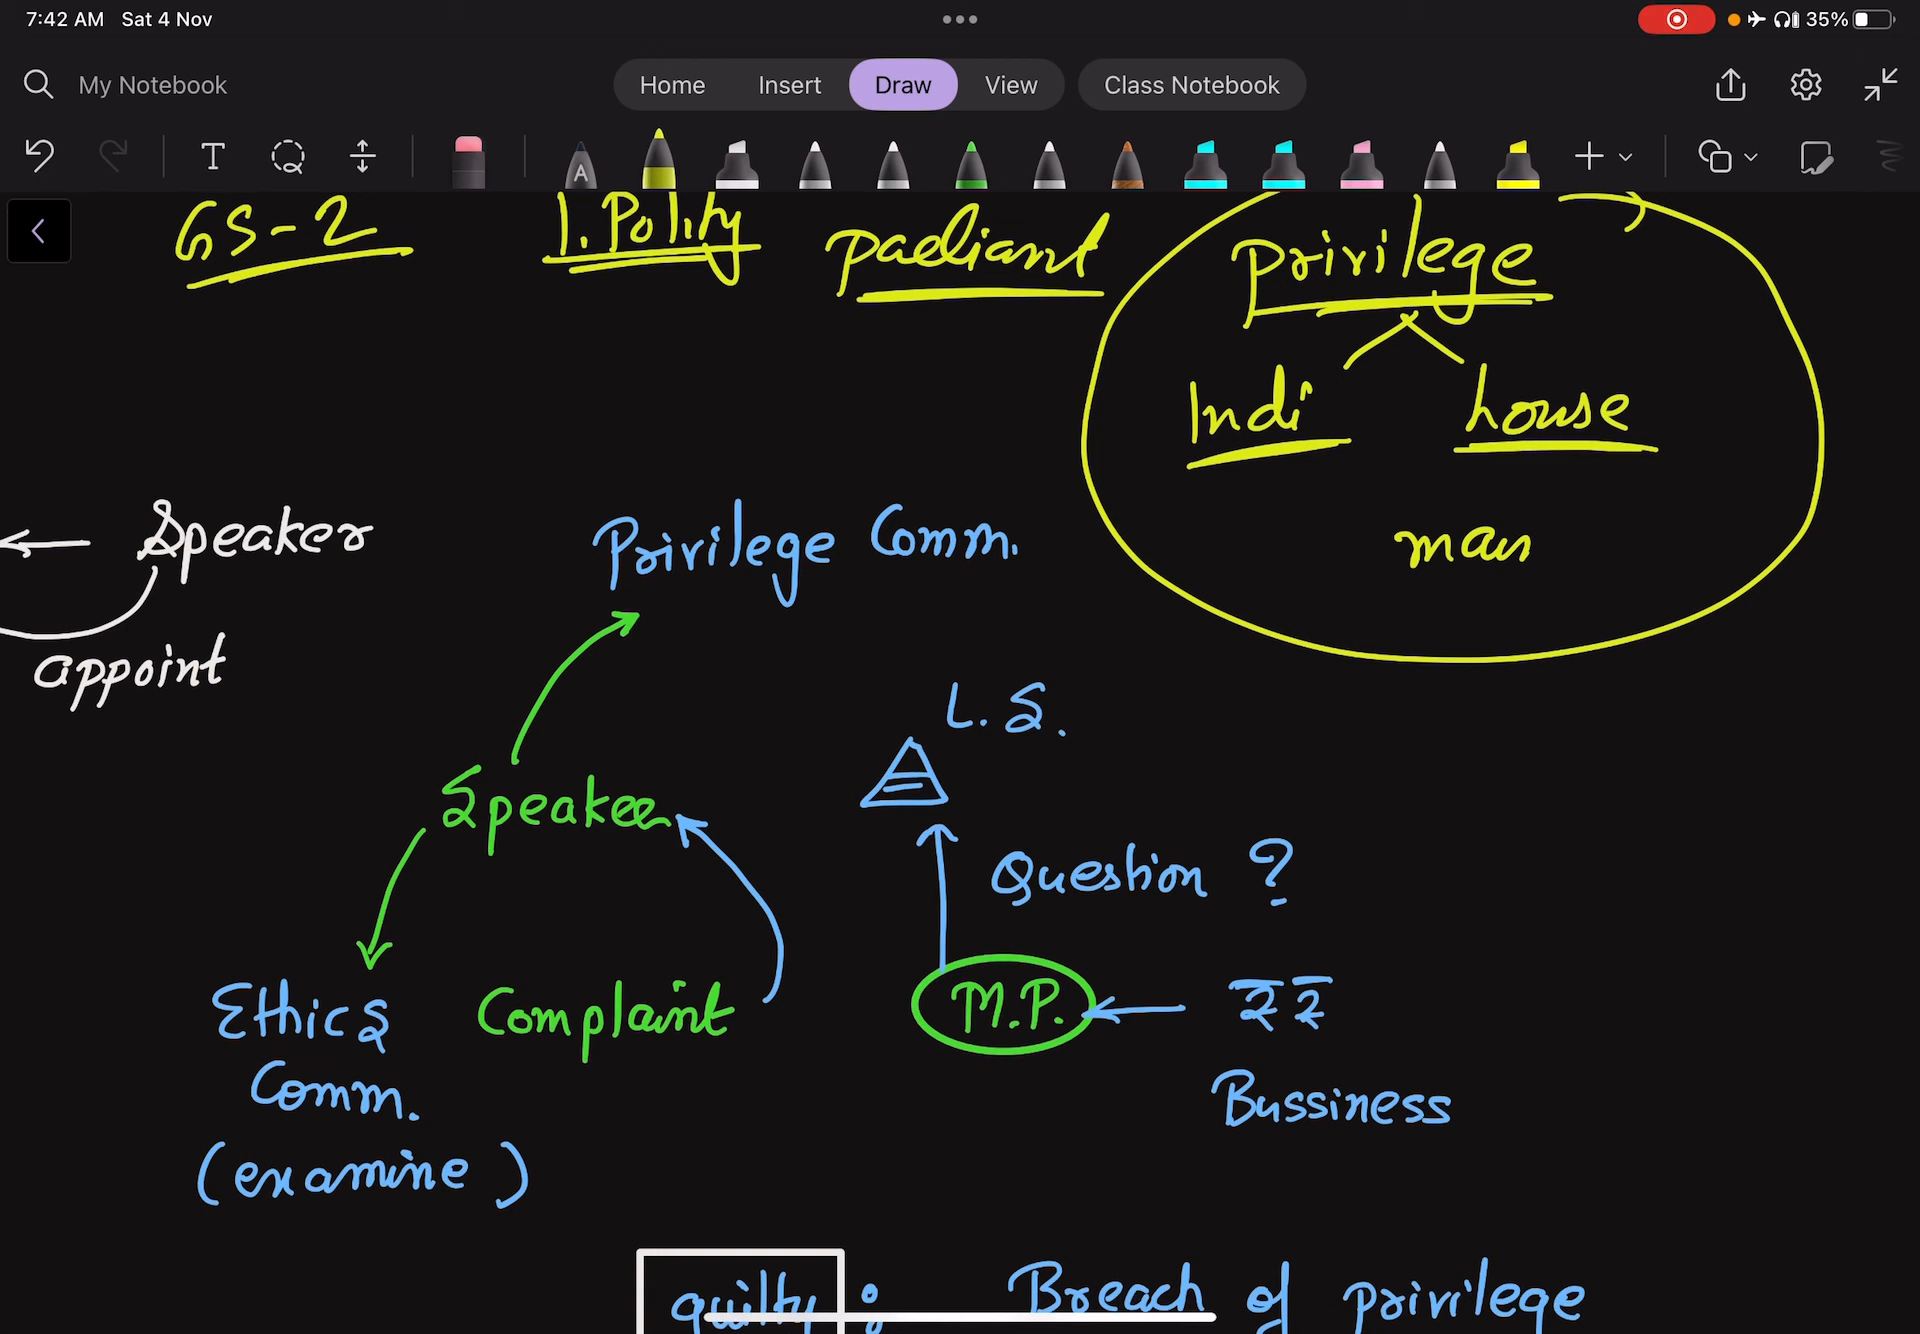 7:42 AM Sat 4 Nov
35%
My Notebook
Home Insert Draw View Class Notebook
T
A
GS-2 1. Polity Privilege
Indi house
man
Speaker
appoint
Privilege Comm.
L.S.
Speaker
Question ?
Ethics Comm.
Complaint
M.P.
Bussiness
(examine)
guilty : Breach of privilege